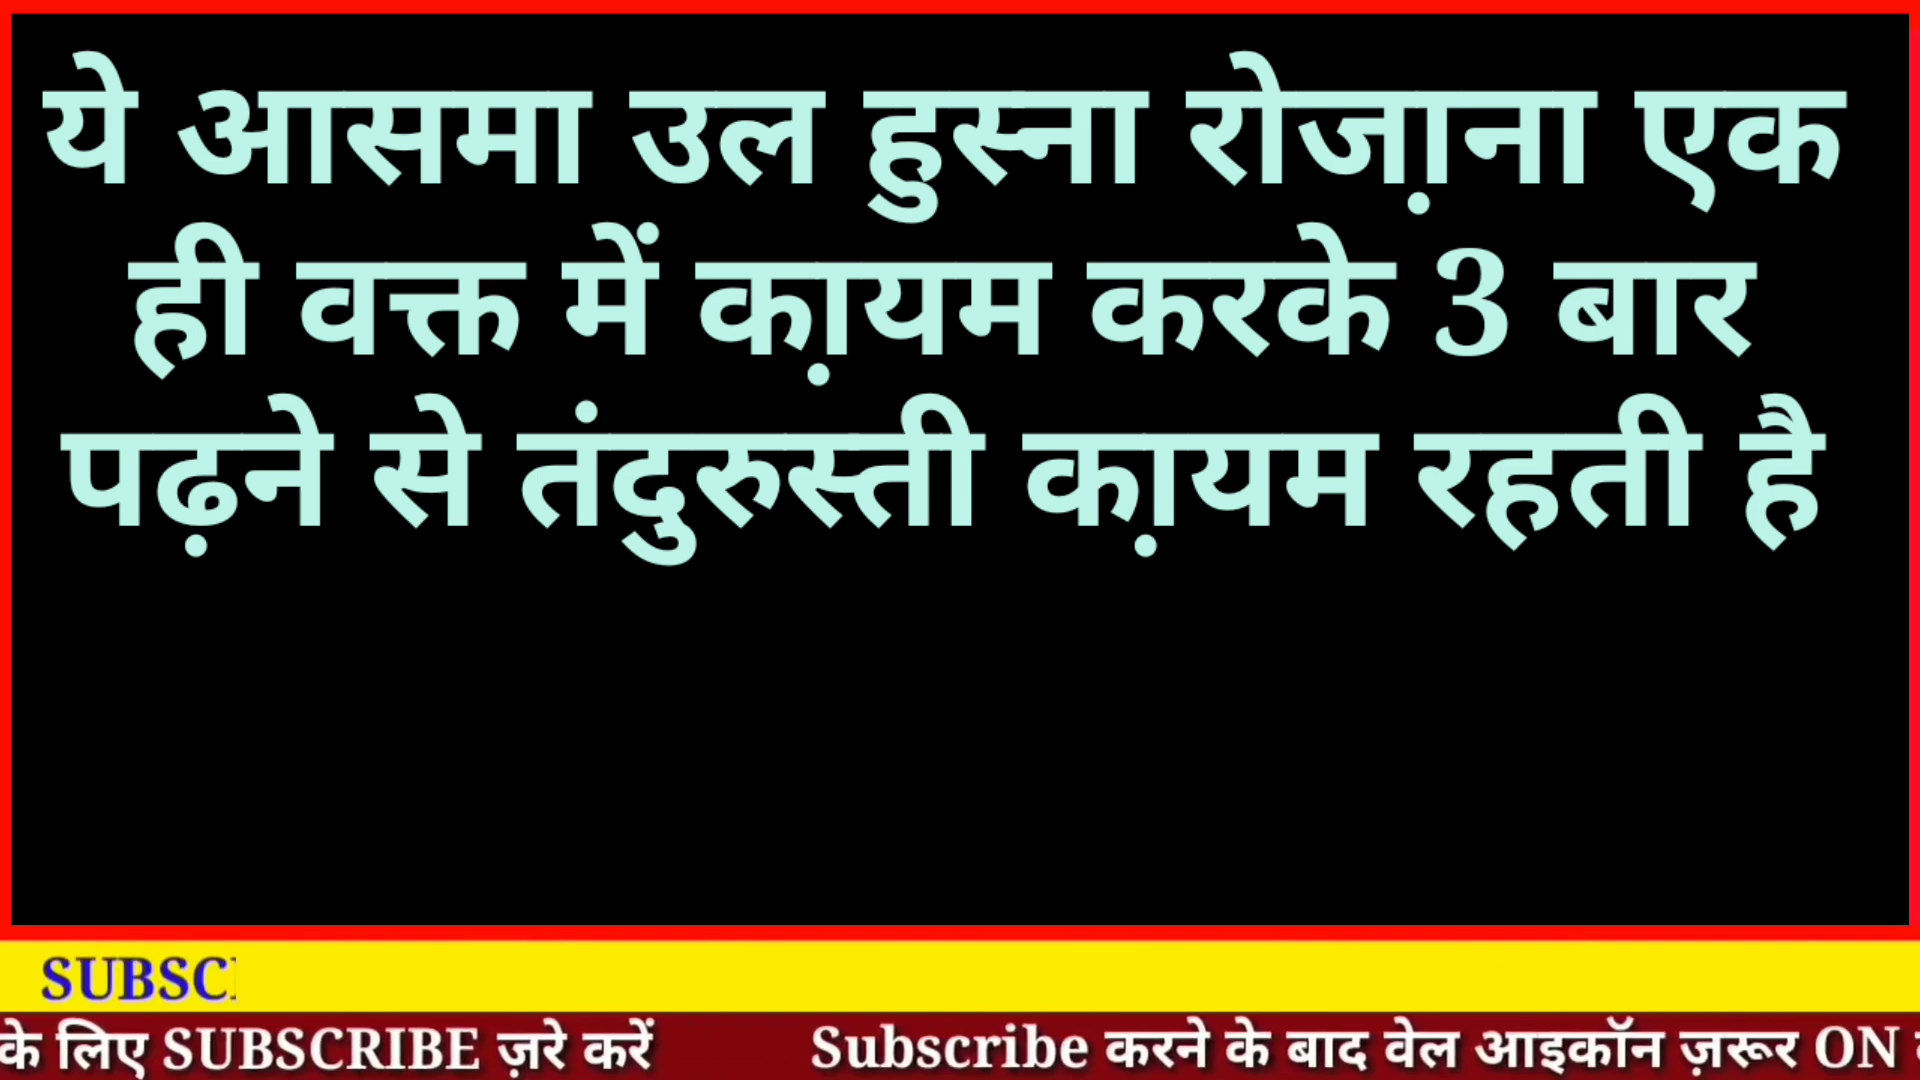 ये आसमा उल हुस्ना रोजा़ना एक
ही वक्त में का़यम करके 3 बार
पढ़ने से तंदुरुस्ती का़यम रहती है
SUBSC
के लिए SUBSCRIBE ज़रे करें Subscribe करने के बाद वेल आइकॉन ज़रूर ON